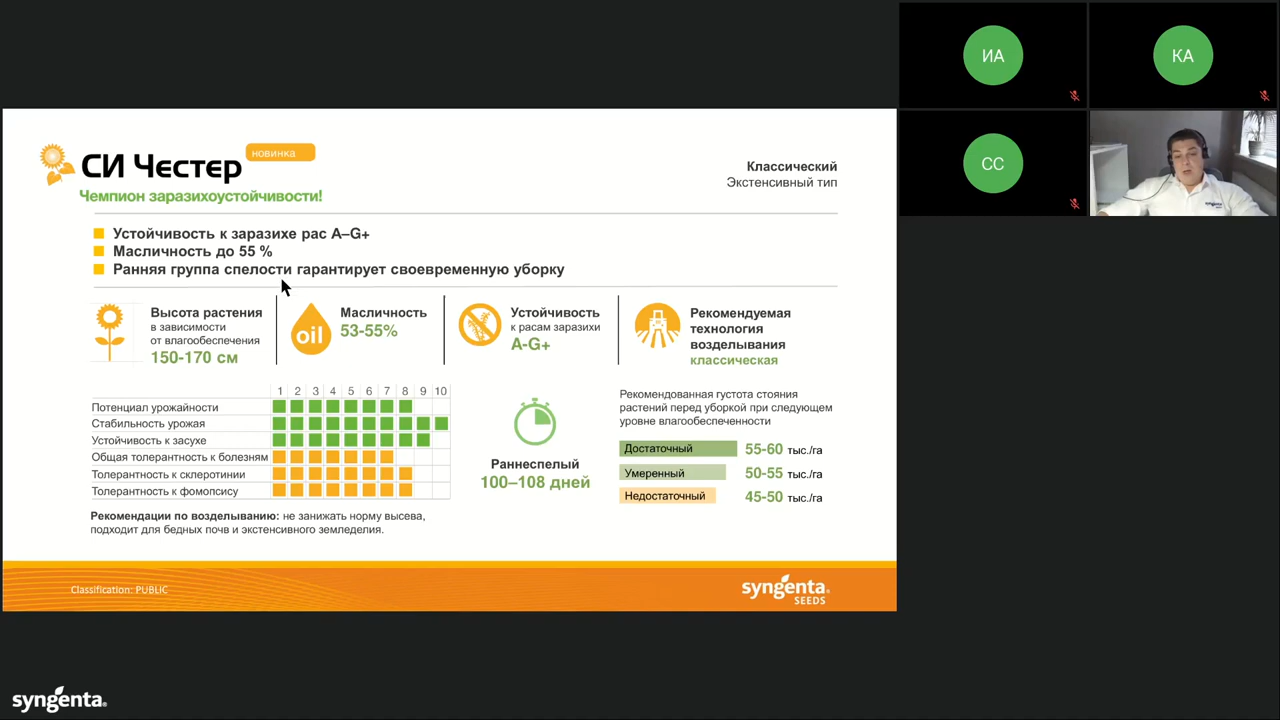 ИА
КА
СС
СИ Честер
новинка
Чемпион заразихоустойчивости!
Классический
Экстенсивный тип
Устойчивость к заразихе рас A–G+
Масличность до 55 %
Ранняя группа спелости гарантирует своевременную уборку
Высота растения
в зависимости
от влагообеспечения
150-170 см
oil
Масличность
53-55%
Устойчивость
к расам заразихи
A-G+
Рекомендуемая
технология
возделывания
классическая
1 2 3 4 5 6 7 8 9 10
Потенциал урожайности
Стабильность урожая
Устойчивость к засухе
Общая толерантность к болезням
Толерантность к склеротинии
Толерантность к фомопсису
Раннеспелый
100–108 дней
Рекомендованная густота стояния
растений перед уборкой при следующем
уровне влагообеспеченности
Достаточный 55-60 тыс./га
Умеренный 50-55 тыс./га
Недостаточный 45-50 тыс./га
Рекомендации по возделыванию: не занижать норму высева,
подходит для бедных почв и экстенсивного земледелия.
Classification: PUBLIC
syngenta
SEEDS
syngenta